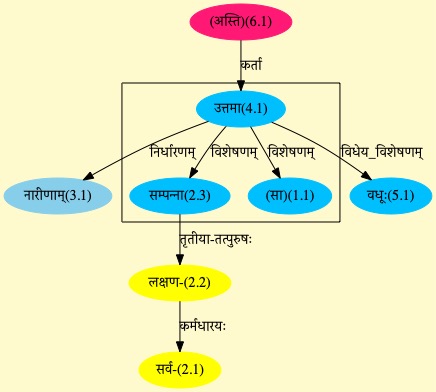 (अस्ति)(6.1)
कर्ता
उत्तमा(4.1)
निर्धारणम् विशेषणम् विशेषणम् विधेय_विशेषणम्
नारीणाम्(3.1) सम्पन्ना(2.3) (सा)(1.1) वधूः(5.1)
तृतीया-तत्पुरुषः
लक्षण-(2.2)
कर्मधारयः
सर्व-(2.1)